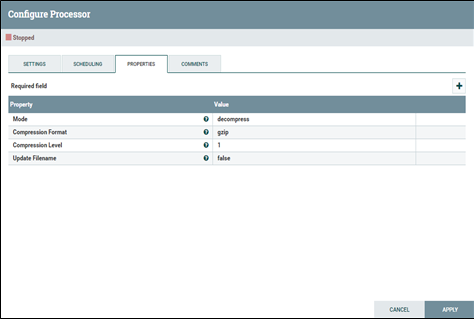 Configure Processor
Stopped
SETTINGS SCHEDULING PROPERTIES COMMENTS
Required field
Property Value
Mode decompress
Compression Format gzip
Compression Level 1
Update Filename false
CANCEL APPLY